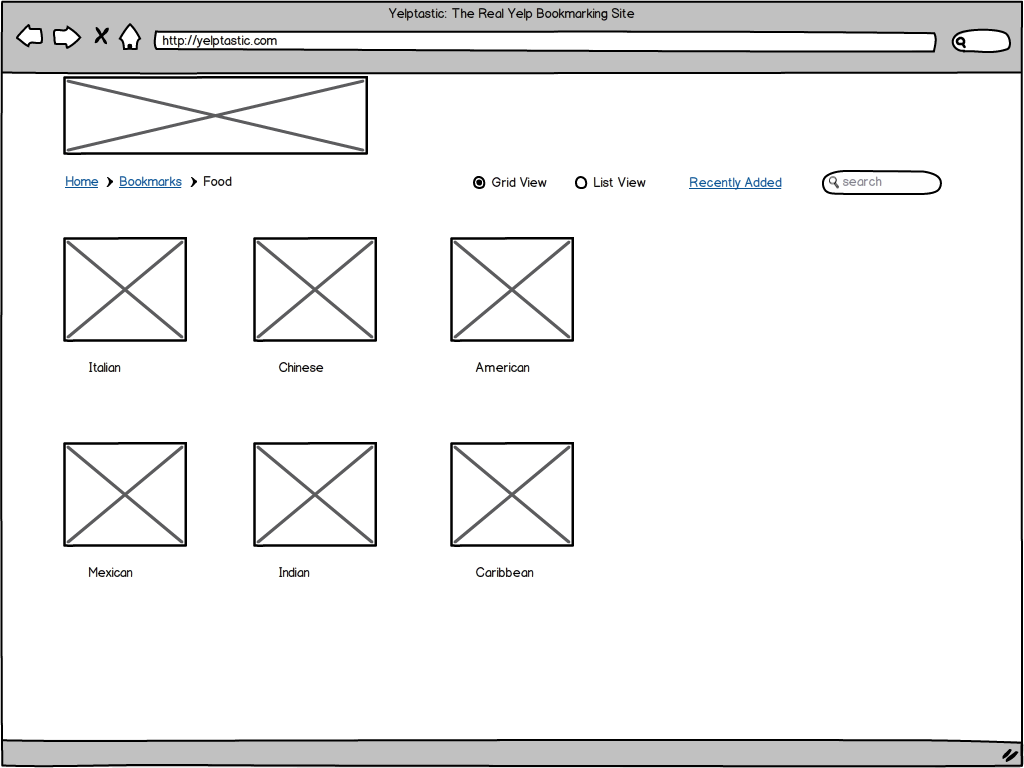 Yelptastic: The Real Yelp Bookmarking Site
http://yelptastic.com
Home Bookmarks Food
Grid View List View Recently Added search
Italian Chinese American
Mexican Indian Caribbean